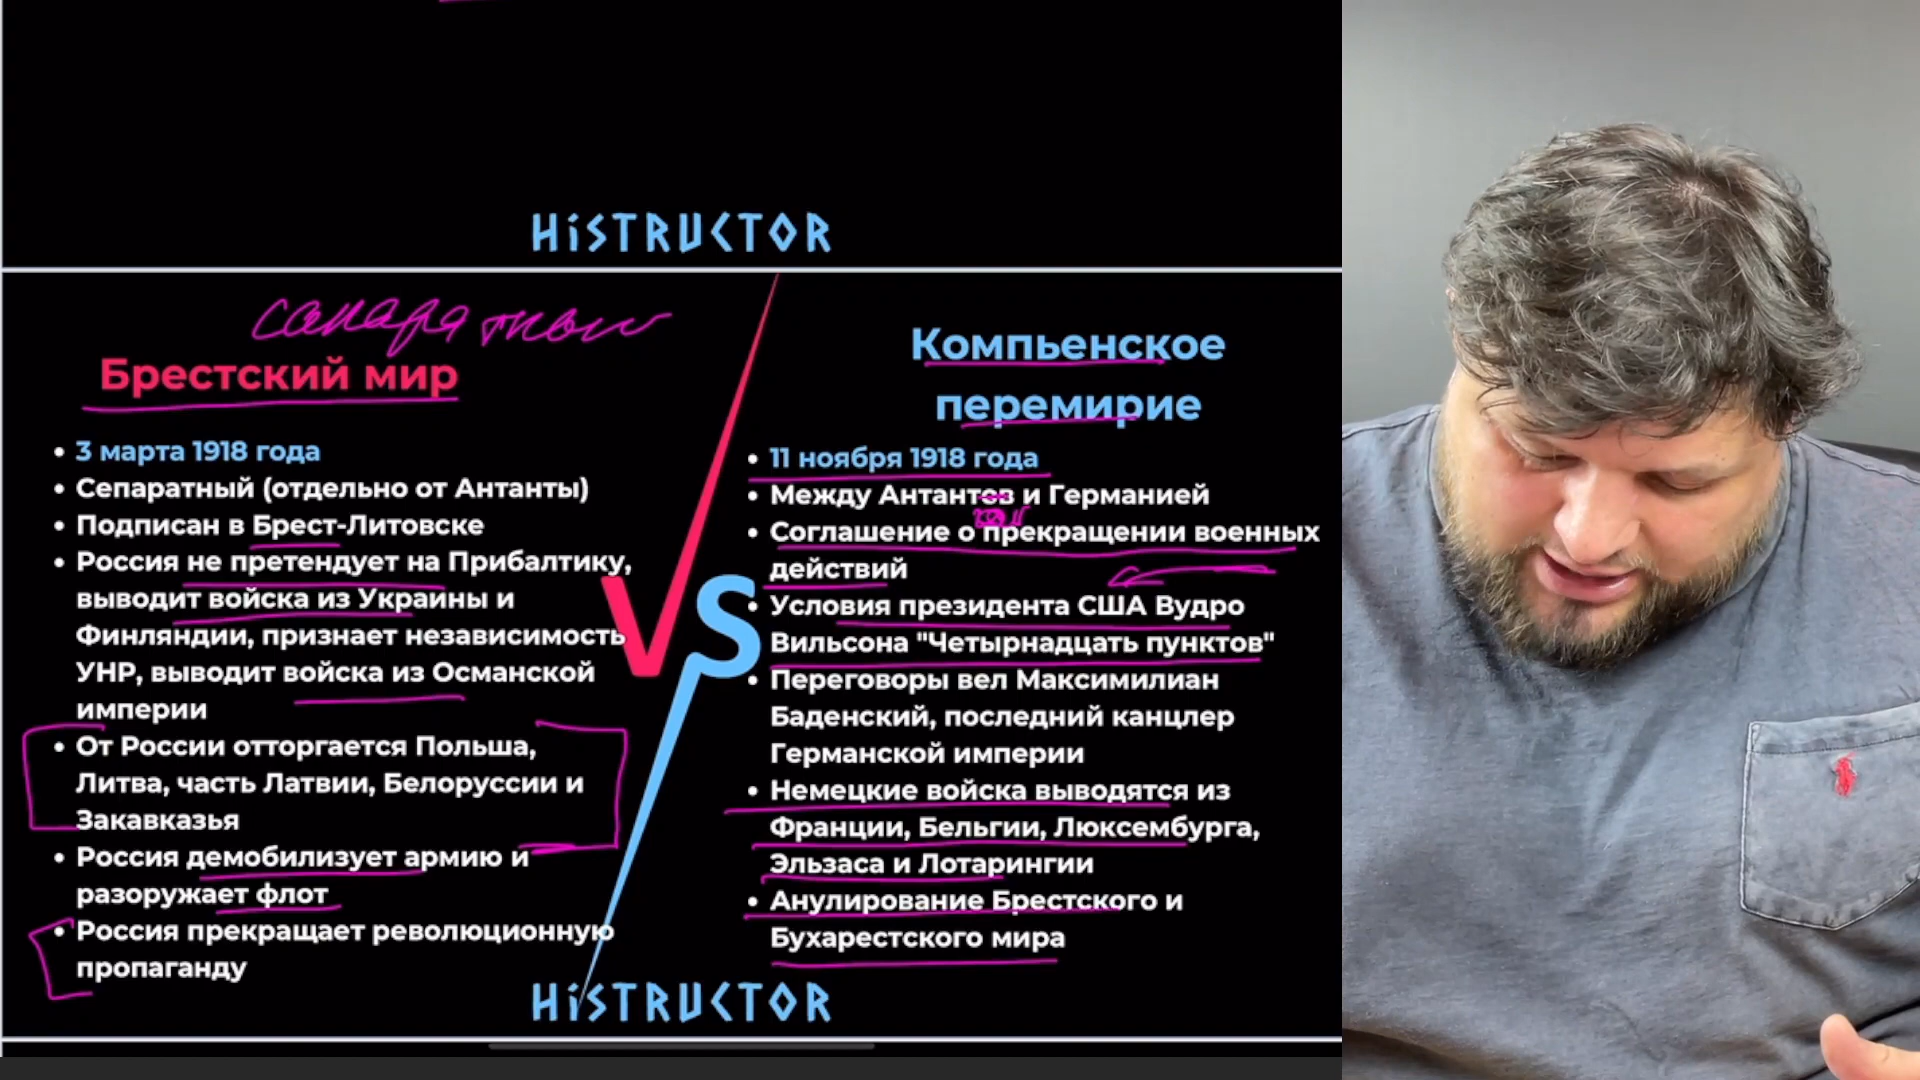 HiSTRUCTOR
сепаратный
Брестский мир
• 3 марта 1918 года
• Сепаратный (отдельно от Антанты)
• Подписан в Брест-Литовске
• Россия не претендует на Прибалтику,
выводит войска из Украины и
Финляндии, признает независимость
УНР, выводит войска из Османской
империи
• От России отторгается Польша,
Литва, часть Латвии, Белоруссии и
Закавказья
• Россия демобилизует армию и
разоружает флот
• Россия прекращает революционную
пропаганду
VS
Компьенское
перемирие
• 11 ноября 1918 года
• Между Антантов и Германией
• Соглашение о прекращении военных
действий
• Условия президента США Вудро
Вильсона "Четырнадцать пунктов"
• Переговоры вел Максимилиан
Баденский, последний канцлер
Германской империи
• Немецкие войска выводятся из
Франции, Бельгии, Люксембурга,
Эльзаса и Лотарингии
• Анулирование Брестского и
Бухарестского мира
HiSTRUCTOR